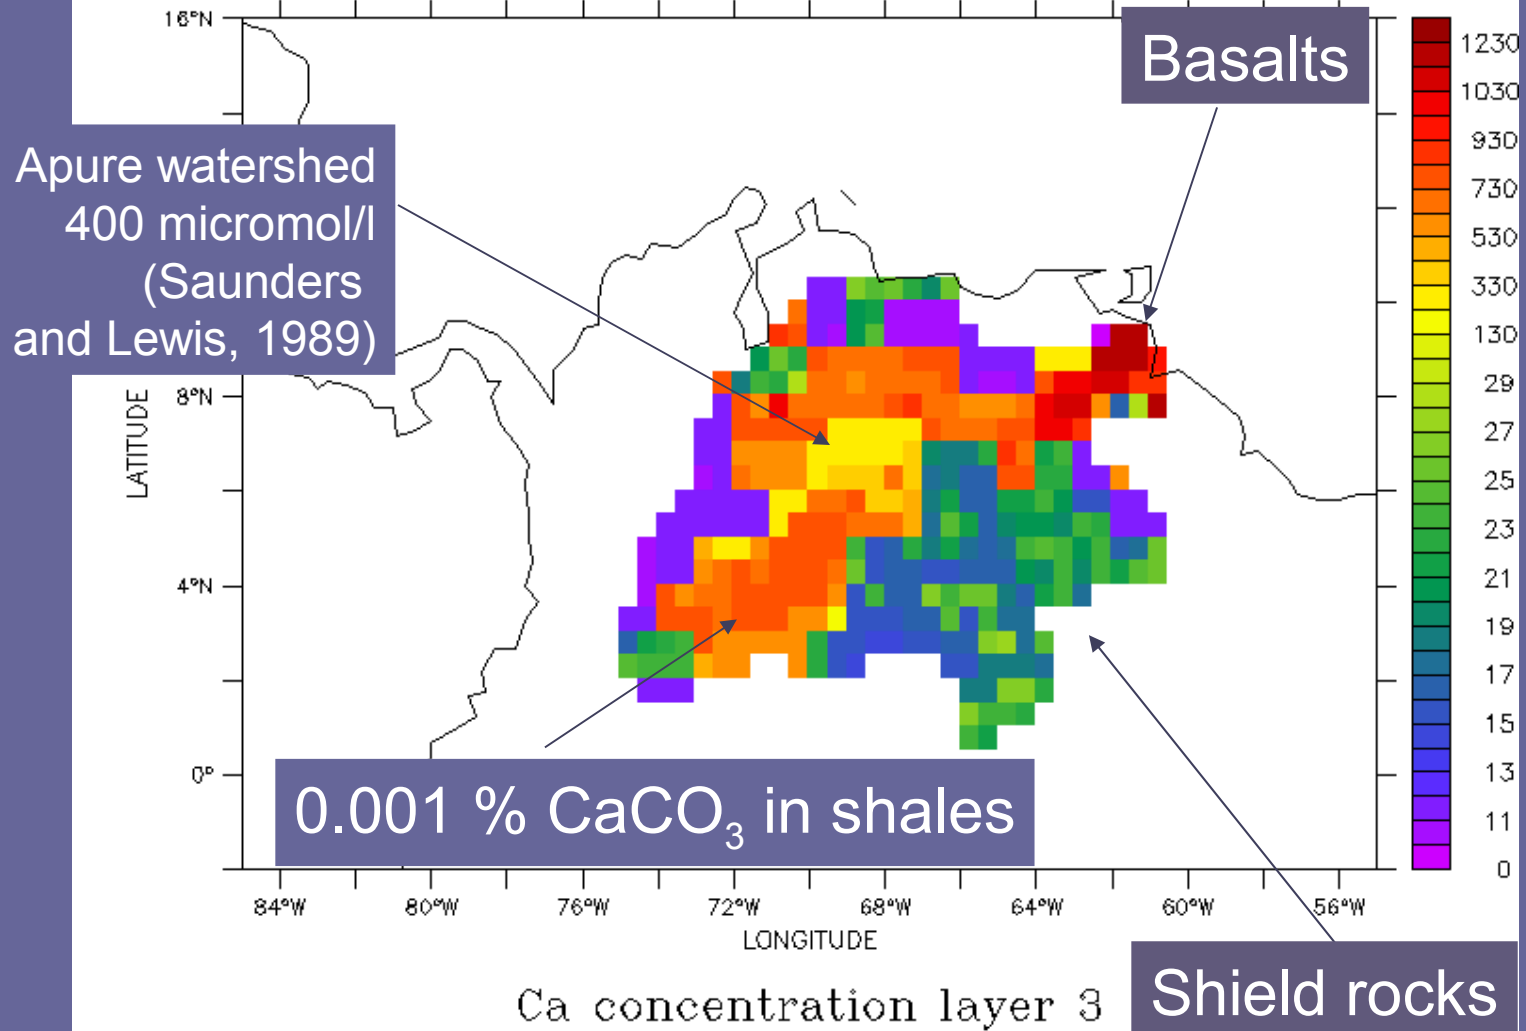 16°N
Basalts
1230
1030
930
730
530
330
130
29
27
25
23
21
19
17
15
13
11
0
Apure watershed
400 micromol/l
(Saunders
and Lewis, 1989)
LATITUDE
8°N
4°N
0°
0.001 % CaCO₃ in shales
84°W 80°W 76°W 72°W 68°W 64°W 60°W 56°W
LONGITUDE
Shield rocks
Ca concentration layer 3